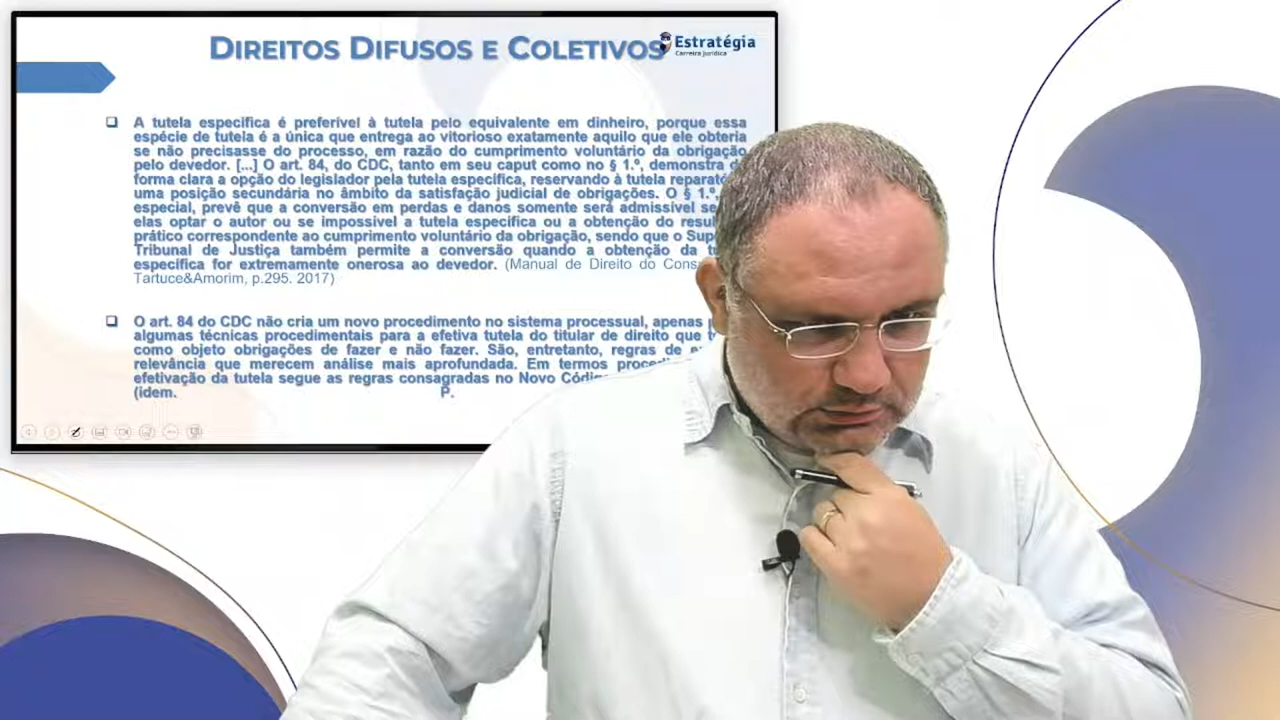 DIREITOS DIFUSOS E COLETIVOS
Estratégia
Carreira Jurídica
A tutela específica é preferível à tutela pelo equivalente em dinheiro, porque essa
espécie de tutela é a única que entrega ao vitorioso exatamente aquilo que ele obteria
se não precisasse do processo, em razão do cumprimento voluntário da obrigação
pelo devedor. [...] O art. 84, do CDC, tanto em seu caput como no § 1.º, demonstra
forma clara a opção do legislador pela tutela específica, reservando à tutela
uma posição secundária no âmbito da satisfação judicial de obrigações. O § 1.º,
especial, prevê que a conversão em perdas e danos somente será admissível
elas optar o autor ou se impossível a tutela específica ou a obtenção do
prático correspondente ao cumprimento voluntário da obrigação, sendo que o
Tribunal de Justiça também permite a conversão quando a obtenção da
específica for extremamente onerosa ao devedor. (Manual de Direito do
Tartuce&Amorim, p.295. 2017)
O art. 84 do CDC não cria um novo procedimento no sistema processual, apenas
algumas técnicas procedimentais para a efetiva tutela do titular de direito que
como objeto obrigações de fazer e não fazer. São, entretanto, regras de
relevância que merecem análise mais aprofundada. Em termos
efetivação da tutela segue as regras consagradas no Novo
(idem. P.